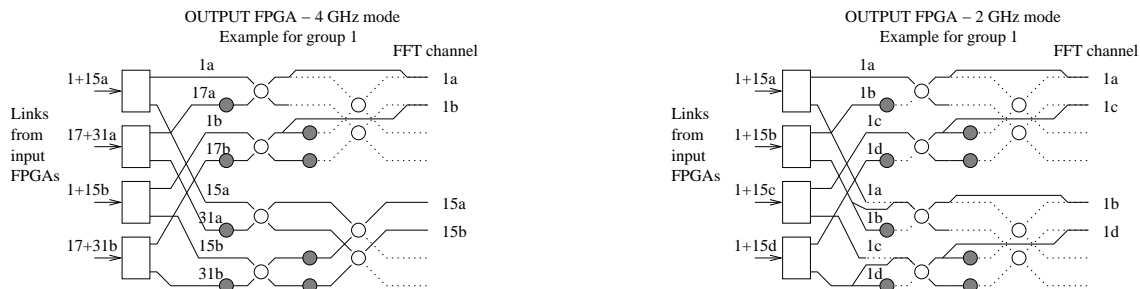 OUTPUT FPGA – 4 GHz mode
Example for group 1
FFT channel
1+15a
17+31a
1+15b
17+31b
Links
from
input
FPGAs
1a
17a
1b
17b
15a
31a
15b
31b
1a
1b
15a
15b
OUTPUT FPGA – 2 GHz mode
Example for group 1
FFT channel
1+15a
1+15b
1+15c
1+15d
Links
from
input
FPGAs
1a
1b
1c
1d
1a
1b
1c
1d
1a
1c
1b
1d